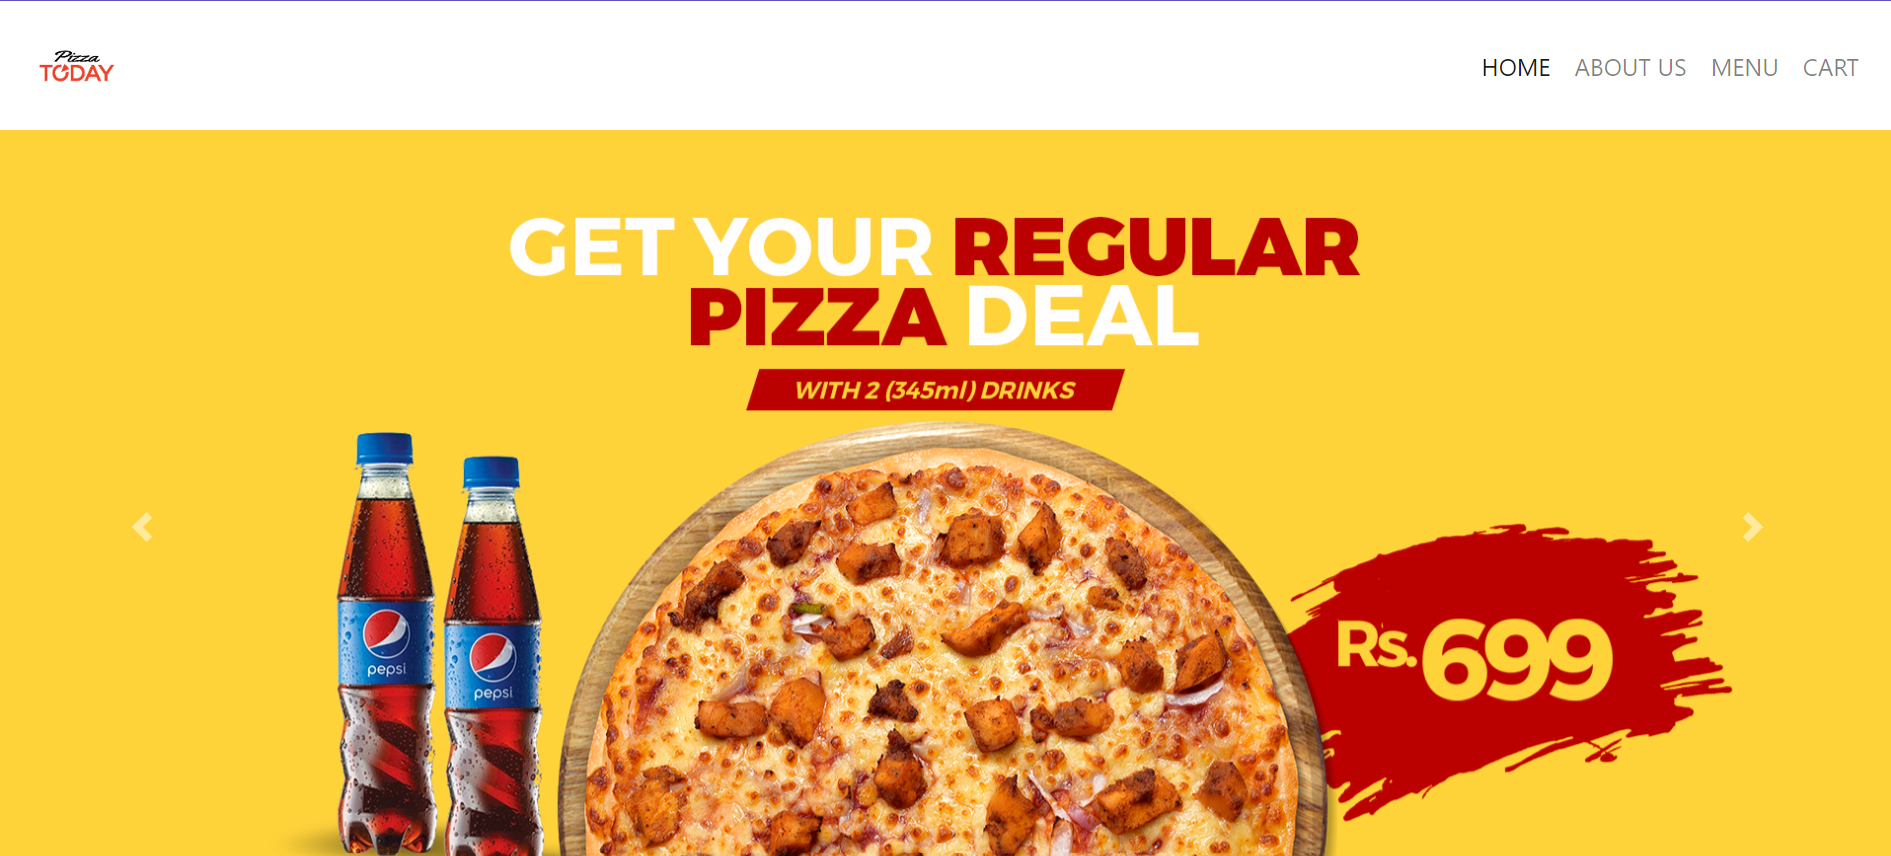 Pizza
TODAY
HOME ABOUT US MENU CART
GET YOUR REGULAR
PIZZA DEAL
WITH 2 (345ml) DRINKS
pepsi
pepsi
Rs.699